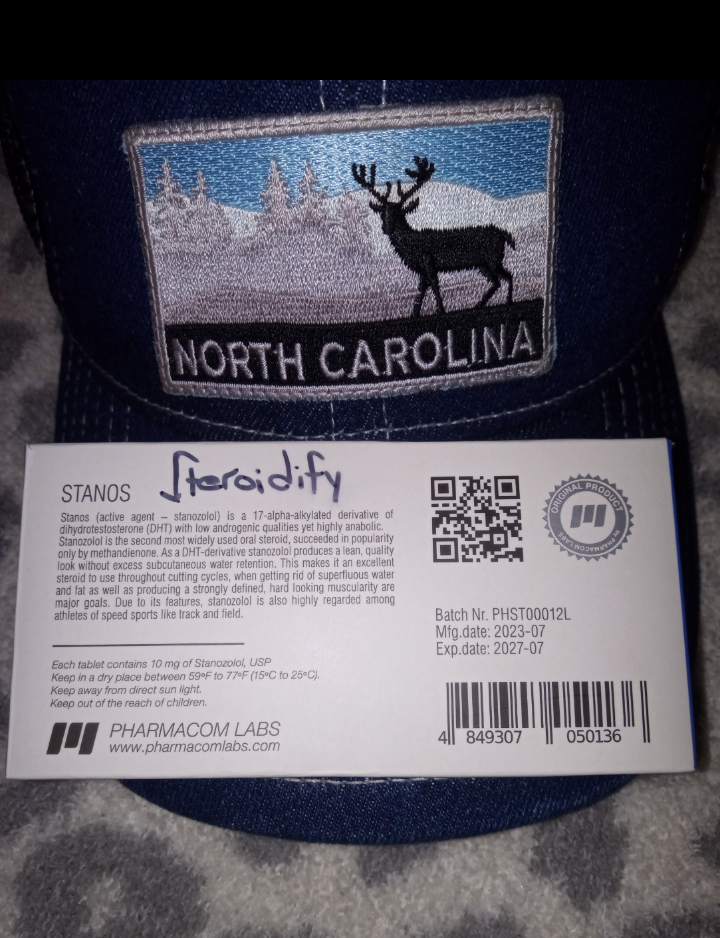 NORTH CAROLINA
STANOS
Steroidify
Stanos (active agent – stanozolol) is a 17-alpha-alkylated derivative of
dihydrotestosterone (DHT) with low androgenic qualities yet highly anabolic.
Stanozolol is the second most widely used oral steroid, succeeded in popularity
only by methandienone. As a DHT-derivative stanozolol produces a lean, quality
look without excess subcutaneous water retention. This makes it an excellent
steroid to use throughout cutting cycles, when getting rid of superfluous water
and fat as well as producing a strongly defined, hard looking muscularity are
major goals. Due to its features, stanozolol is also highly regarded among
athletes of speed sports like track and field.
Each tablet contains 10 mg of Stanozolol, USP
Keep in a dry place between 59ºF to 77ºF (15ºC to 25ºC).
Keep away from direct sun light.
Keep out of the reach of children.
PHARMACOM LABS
www.pharmacomlabs.com
ORIGINAL PRODUCT
BY PHARMACOM LABS
Batch Nr. PHST00012L
Mfg.date: 2023-07
Exp.date: 2027-07
4 849307 050136